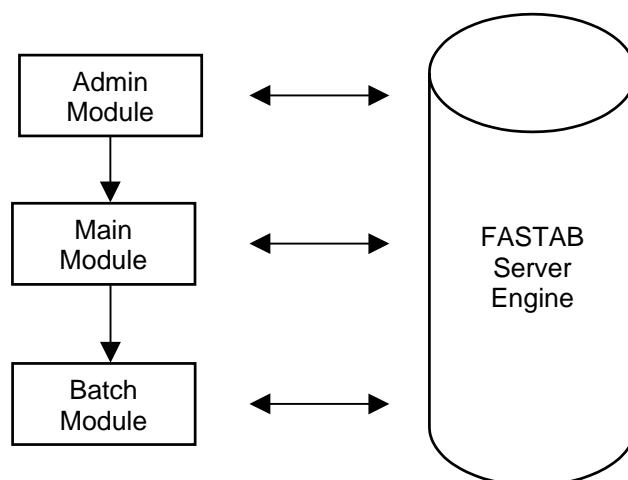 Admin
Module
Main
Module
Batch
Module
FASTAB
Server
Engine